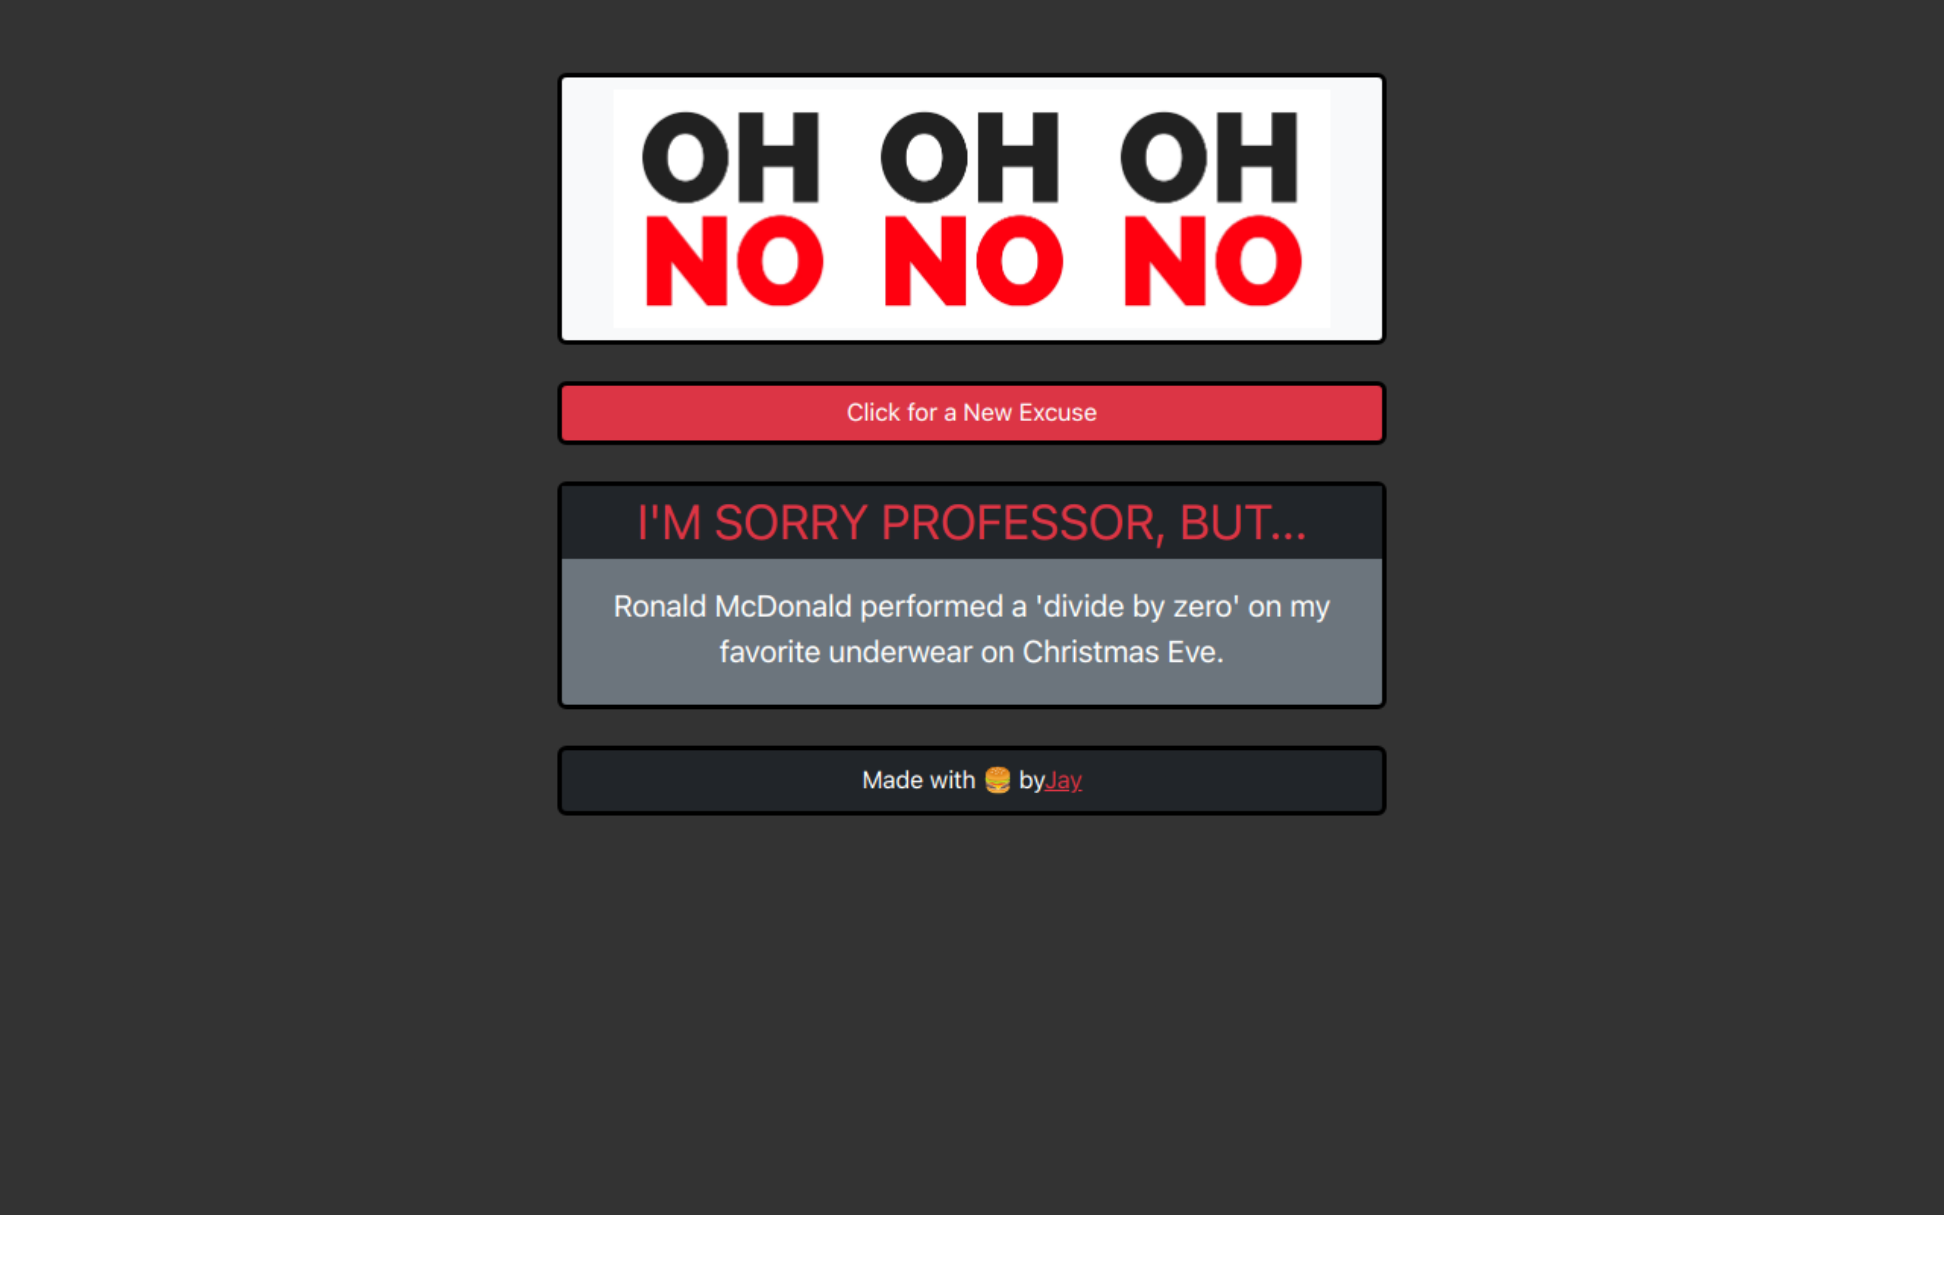 OH OH OH
NO NO NO
Click for a New Excuse
I'M SORRY PROFESSOR, BUT...
Ronald McDonald performed a 'divide by zero' on my
favorite underwear on Christmas Eve.
Made with 🍔 byJay